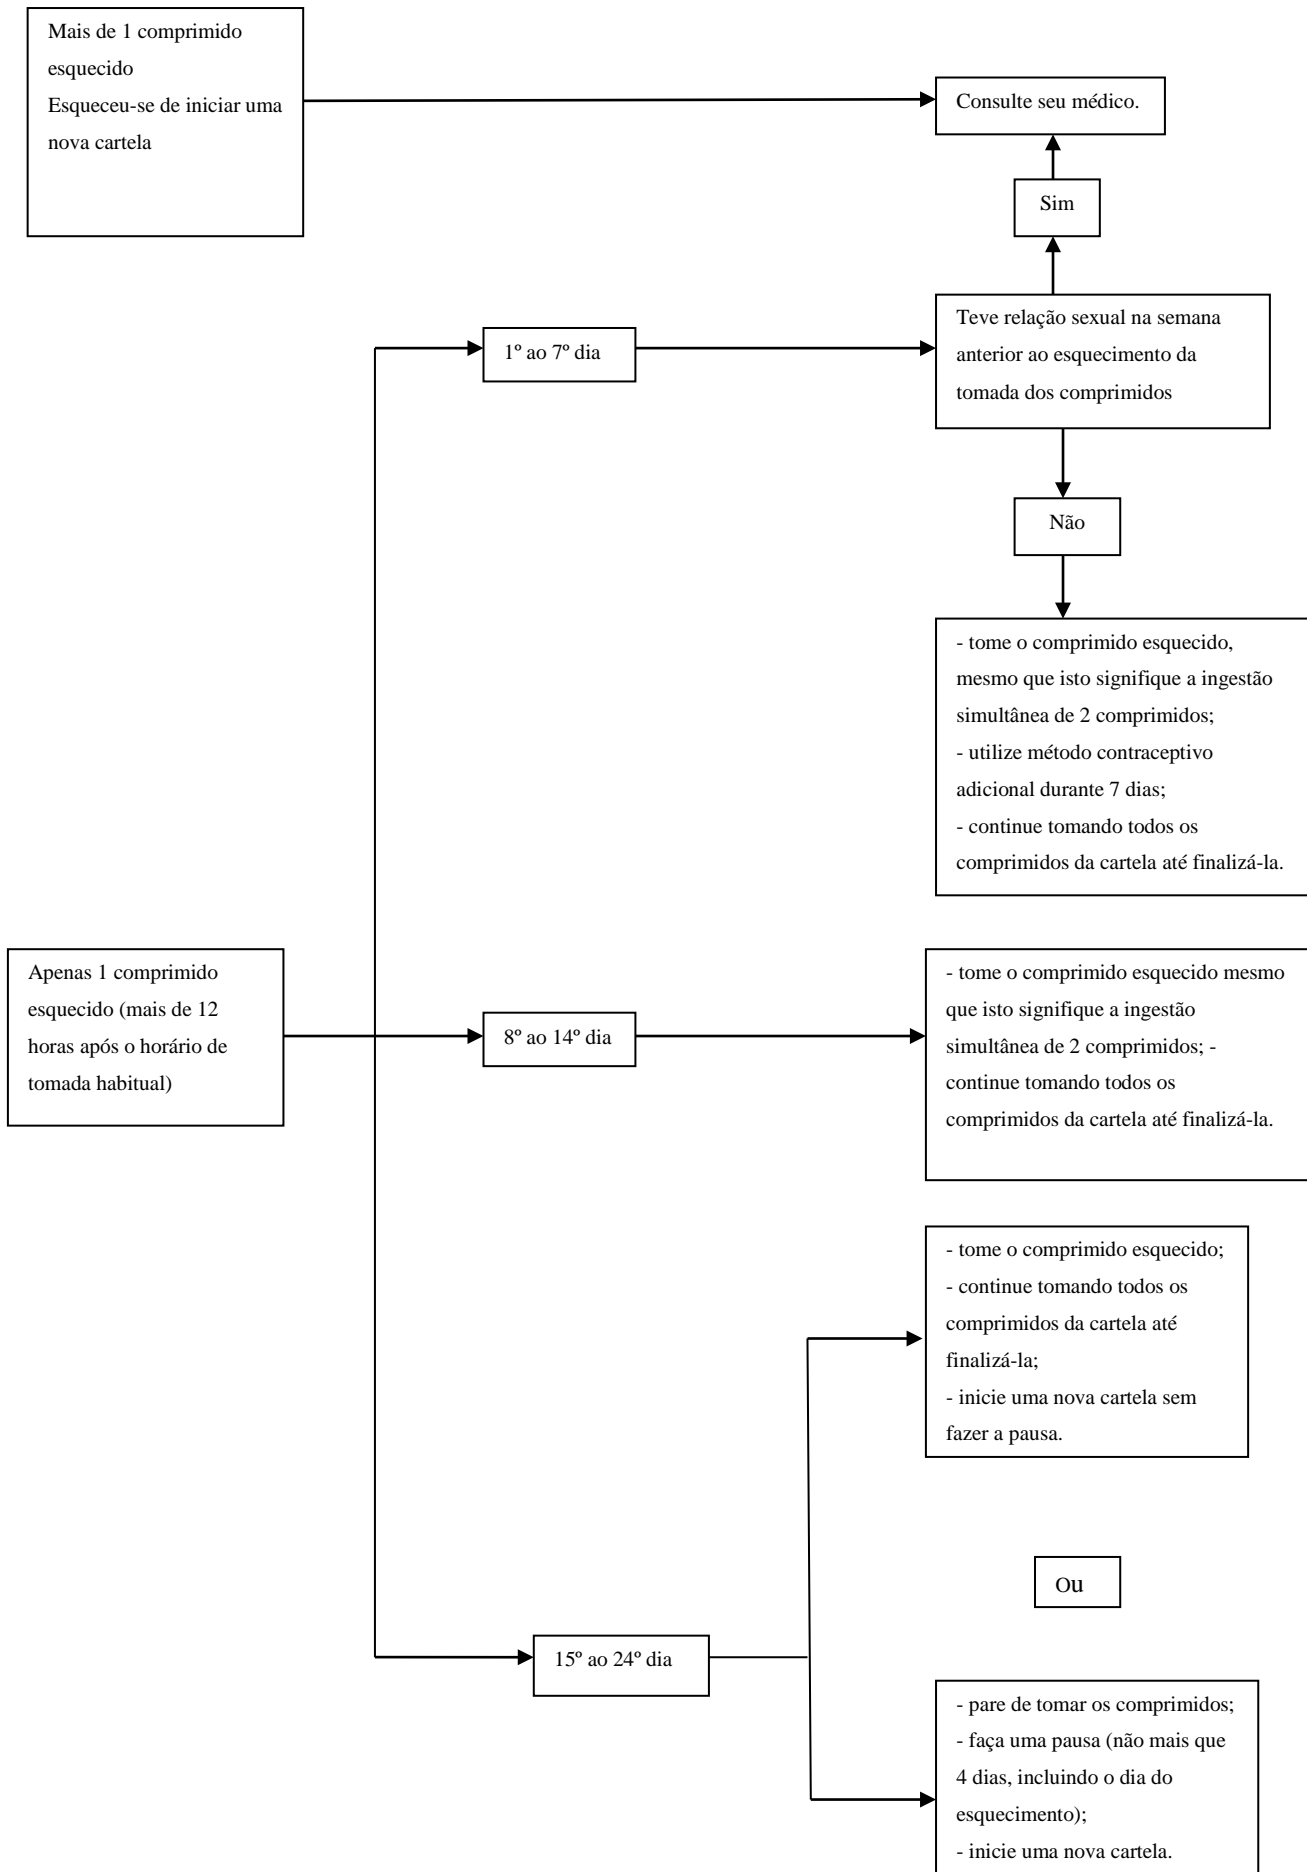 Mais de 1 comprimido
esquecido
Esqueceu-se de iniciar uma
nova cartela
Consulte seu médico.
Sim
Teve relação sexual na semana
anterior ao esquecimento da
tomada dos comprimidos
1º ao 7º dia
Não
- tome o comprimido esquecido,
mesmo que isto signifique a ingestão
simultânea de 2 comprimidos;
- utilize método contraceptivo
adicional durante 7 dias;
- continue tomando todos os
comprimidos da cartela até finalizá-la.
Apenas 1 comprimido
esquecido (mais de 12
horas após o horário de
tomada habitual)
8º ao 14º dia
- tome o comprimido esquecido mesmo
que isto signifique a ingestão
simultânea de 2 comprimidos; -
continue tomando todos os
comprimidos da cartela até finalizá-la.
- tome o comprimido esquecido;
- continue tomando todos os
comprimidos da cartela até
finalizá-la;
- inicie uma nova cartela sem
fazer a pausa.
Ou
15º ao 24º dia
- pare de tomar os comprimidos;
- faça uma pausa (não mais que
4 dias, incluindo o dia do
esquecimento);
- inicie uma nova cartela.